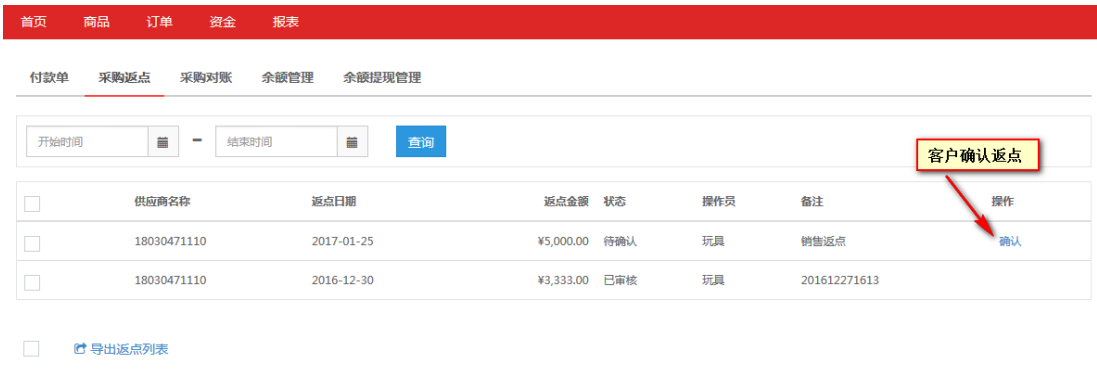 首页 商品 订单 资金 报表
付款单 采购返点 采购对账 余额管理 余额提现管理
开始时间 - 结束时间 查询
客户确认返点
供应商名称 返点日期 返点金额 状态 操作员 备注 操作
18030471110 2017-01-25 ¥5,000.00 待确认 玩具 销售返点 确认
18030471110 2016-12-30 ¥3,333.00 已审核 玩具 201612271613
导出返点列表